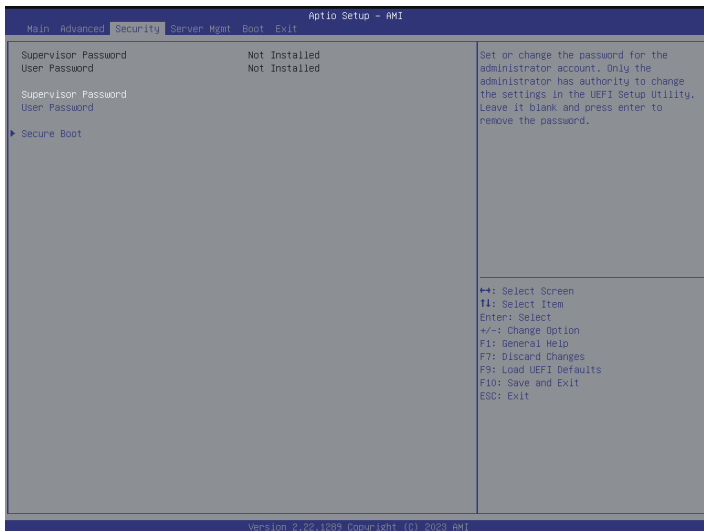 Aptio Setup – AMI
Main Advanced Security Server Mgmt Boot Exit
Supervisor Password Not Installed
User Password Not Installed
Supervisor Password
User Password
▶ Secure Boot
Set or change the password for the
administrator account. Only the
administrator has authority to change
the settings in the UEFI Setup Utility.
Leave it blank and press enter to
remove the password.
↔: Select Screen
↑↓: Select Item
Enter: Select
+/-: Change Option
F1: General Help
F7: Discard Changes
F9: Load UEFI Defaults
F10: Save and Exit
ESC: Exit
Version 2.22.1289 Copyright (C) 2023 AMI